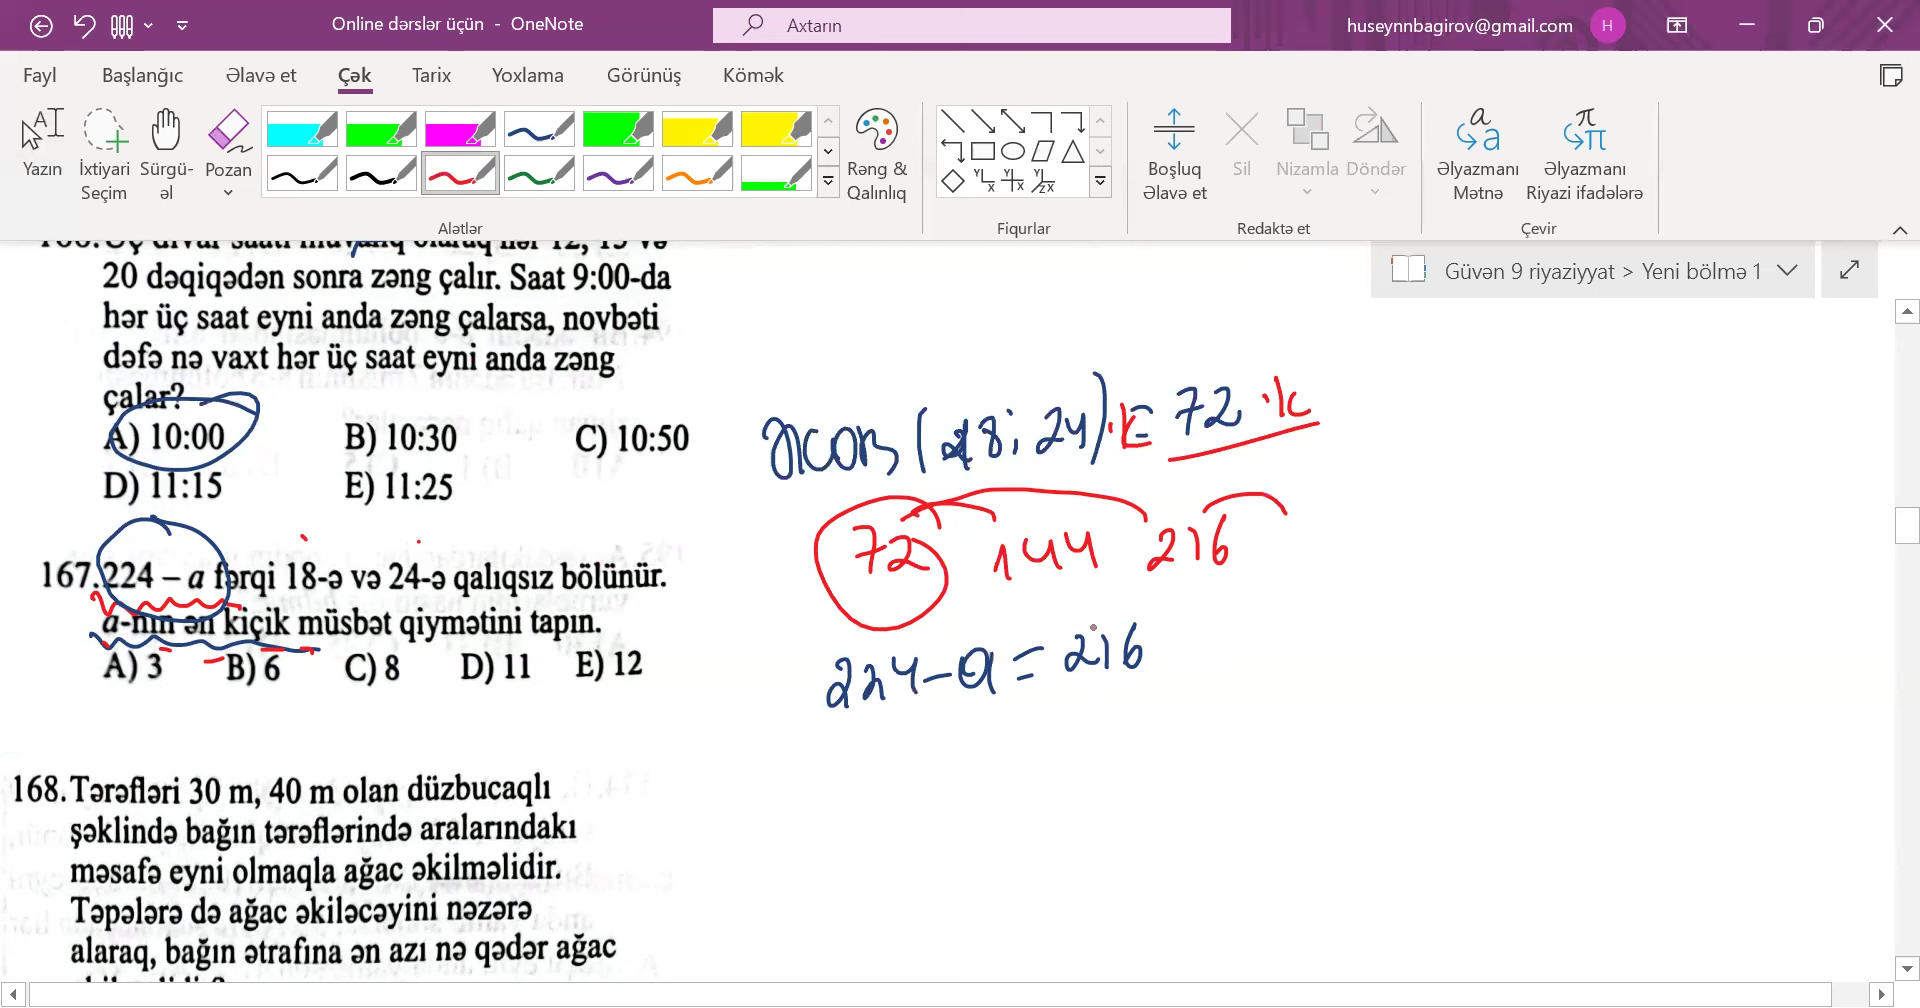 Online dərslər üçün - OneNote
Axtarın
huseynnbagirov@gmail.com
H
Fayl
Başlanğıc
Əlavə et
Çək
Tarix
Yoxlama
Görünüş
Kömək
Yazın
İxtiyari Seçim
Sürgü-əl
Pozan
Rəng & Qalınlıq
Boşluq Əlavə et
Sil
Nizamla
Döndər
Əlyazmanı Mətnə
Əlyazmanı Riyazi ifadələrə
Alətlər
Fiqurlar
Redaktə et
Çevir
Güvən 9 riyaziyyat > Yeni bölmə 1
20 dəqiqədən sonra zəng çalır. Saat 9:00-da
hər üç saat eyni anda zəng çalarsa, novbəti
dəfə nə vaxt hər üç saat eyni anda zəng
çalar?
A) 10:00 B) 10:30 C) 10:50
D) 11:15 E) 11:25
167. 224 – a fərqi 18-ə və 24-ə qalıqsız bölünür.
a-nın ən kiçik müsbət qiymətini tapın.
A) 3 B) 6 C) 8 D) 11 E) 12
168. Tərəfləri 30 m, 40 m olan düzbucaqlı
şəklində bağın tərəflərində aralarındakı
məsafə eyni olmaqla ağac əkilməlidir.
Təpələrə də ağac əkiləcəyini nəzərə
alaraq, bağın ətrafına ən azı nə qədər ağac
ƏKOB (18; 24) · k = 72 · k
72 144 216
224 - a = 216